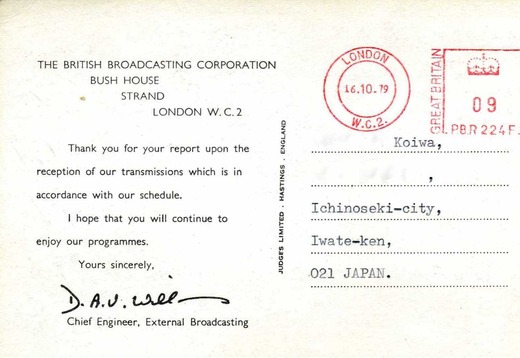 THE BRITISH BROADCASTING CORPORATION
BUSH HOUSE
STRAND
LONDON W.C.2
Thank you for your report upon the
reception of our transmissions which is in
accordance with our schedule.
I hope that you will continue to
enjoy our programmes.
Yours sincerely,
Chief Engineer, External Broadcasting
JUDGES LIMITED . HASTINGS . ENGLAND
LONDON
16.10.79
W.C.2.
GREAT BRITAIN
09
Koiwa,
,
Ichinoseki-city,
Iwate-ken,
021 JAPAN.